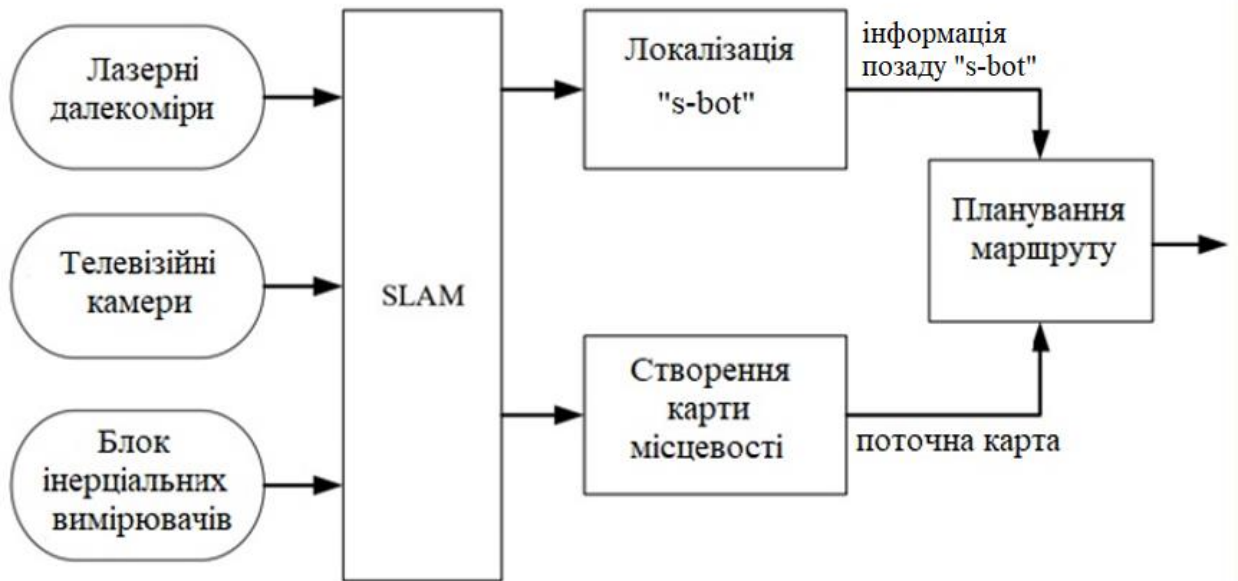 Лазерні
далекоміри
Телевізійні
камери
Блок
інерціальних
вимірювачів
SLAM
Локалізація
"s-bot"
інформація
позаду "s-bot"
Створення
карти
місцевості
поточна карта
Планування
маршруту